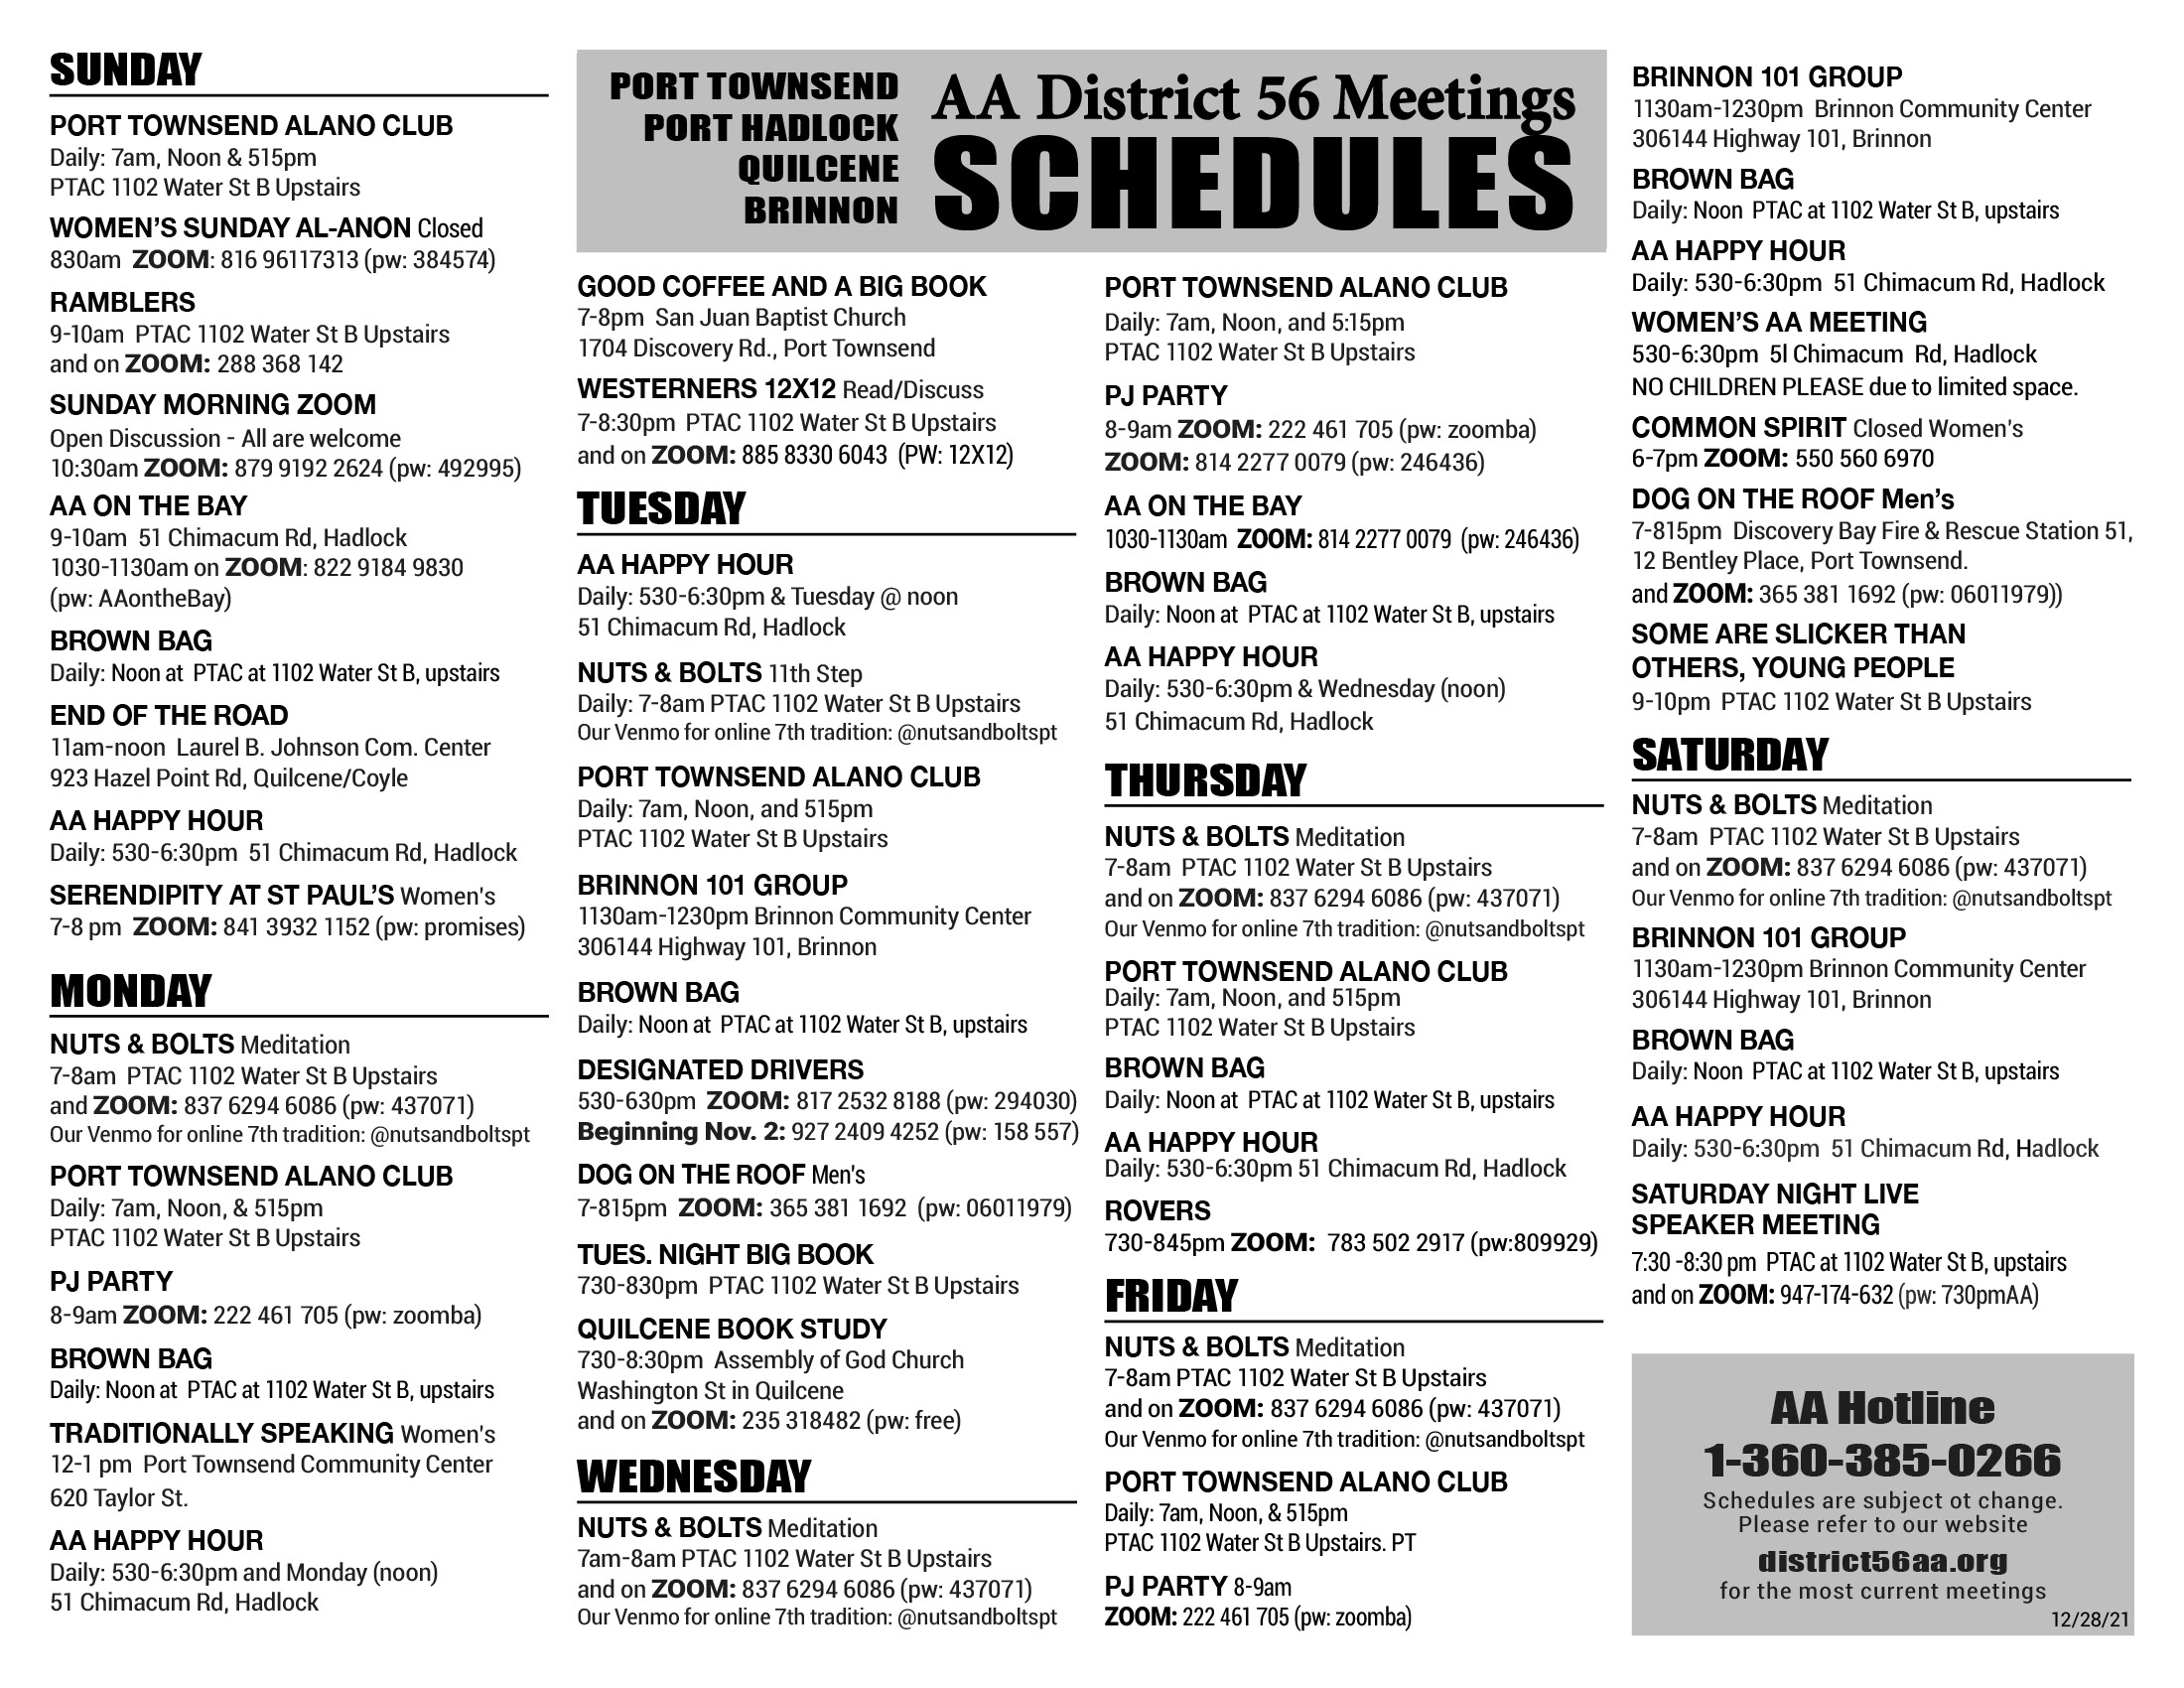 SUNDAY
PORT TOWNSEND ALANO CLUB
Daily: 7am, Noon & 515pm
PTAC 1102 Water St B Upstairs
WOMEN'S SUNDAY AL-ANON Closed
830am ZOOM: 816 96117313 (pw: 384574)
RAMBLERS
9-10am PTAC 1102 Water St B Upstairs
and on ZOOM: 288 368 142
SUNDAY MORNING ZOOM
Open Discussion - All are welcome
10:30am ZOOM: 879 9192 2624 (pw: 492995)
AA ON THE BAY
9-10am 51 Chimacum Rd, Hadlock
1030-1130am on ZOOM: 822 9184 9830
(pw: AAontheBay)
BROWN BAG
Daily: Noon at PTAC at 1102 Water St B, upstairs
END OF THE ROAD
11am-noon Laurel B. Johnson Com. Center
923 Hazel Point Rd, Quilcene/Coyle
AA HAPPY HOUR
Daily: 530-6:30pm 51 Chimacum Rd, Hadlock
SERENDIPITY AT ST PAUL'S Women's
7-8 pm ZOOM: 841 3932 1152 (pw: promises)
MONDAY
NUTS & BOLTS Meditation
7-8am PTAC 1102 Water St B Upstairs
and ZOOM: 837 6294 6086 (pw: 437071)
Our Venmo for online 7th tradition: @nutsandboltspt
PORT TOWNSEND ALANO CLUB
Daily: 7am, Noon, & 515pm
PTAC 1102 Water St B Upstairs
PJ PARTY
8-9am ZOOM: 222 461 705 (pw: zoomba)
BROWN BAG
Daily: Noon at PTAC at 1102 Water St B, upstairs
TRADITIONALLY SPEAKING Women's
12-1 pm Port Townsend Community Center
620 Taylor St.
AA HAPPY HOUR
Daily: 530-6:30pm and Monday (noon)
51 Chimacum Rd, Hadlock
PORT TOWNSEND
PORT HADLOCK
QUILCENE
BRINNON
AA District 56 Meetings
SCHEDULES
GOOD COFFEE AND A BIG BOOK
7-8pm San Juan Baptist Church
1704 Discovery Rd., Port Townsend
WESTERNERS 12X12 Read/Discuss
7-8:30pm PTAC 1102 Water St B Upstairs
and on ZOOM: 885 8330 6043 (PW: 12X12)
TUESDAY
AA HAPPY HOUR
Daily: 530-6:30pm & Tuesday @ noon
51 Chimacum Rd, Hadlock
NUTS & BOLTS 11th Step
Daily: 7-8am PTAC 1102 Water St B Upstairs
Our Venmo for online 7th tradition: @nutsandboltspt
PORT TOWNSEND ALANO CLUB
Daily: 7am, Noon, and 515pm
PTAC 1102 Water St B Upstairs
BRINNON 101 GROUP
1130am-1230pm Brinnon Community Center
306144 Highway 101, Brinnon
BROWN BAG
Daily: Noon at PTAC at 1102 Water St B, upstairs
DESIGNATED DRIVERS
530-630pm ZOOM: 817 2532 8188 (pw: 294030)
Beginning Nov. 2: 927 2409 4252 (pw: 158 557)
DOG ON THE ROOF Men's
7-815pm ZOOM: 365 381 1692 (pw: 06011979)
TUES. NIGHT BIG BOOK
730-830pm PTAC 1102 Water St B Upstairs
QUILCENE BOOK STUDY
730-8:30pm Assembly of God Church
Washington St in Quilcene
and on ZOOM: 235 318482 (pw: free)
WEDNESDAY
NUTS & BOLTS Meditation
7am-8am PTAC 1102 Water St B Upstairs
and on ZOOM: 837 6294 6086 (pw: 437071)
Our Venmo for online 7th tradition: @nutsandboltspt
PORT TOWNSEND ALANO CLUB
Daily: 7am, Noon, and 5:15pm
PTAC 1102 Water St B Upstairs
PJ PARTY
8-9am ZOOM: 222 461 705 (pw: zoomba)
ZOOM: 814 2277 0079 (pw: 246436)
AA ON THE BAY
1030-1130am ZOOM: 814 2277 0079 (pw: 246436)
BROWN BAG
Daily: Noon at PTAC at 1102 Water St B, upstairs
AA HAPPY HOUR
Daily: 530-6:30pm & Wednesday (noon)
51 Chimacum Rd, Hadlock
THURSDAY
NUTS & BOLTS Meditation
7-8am PTAC 1102 Water St B Upstairs
and on ZOOM: 837 6294 6086 (pw: 437071)
Our Venmo for online 7th tradition: @nutsandboltspt
PORT TOWNSEND ALANO CLUB
Daily: 7am, Noon, and 515pm
PTAC 1102 Water St B Upstairs
BROWN BAG
Daily: Noon at PTAC at 1102 Water St B, upstairs
AA HAPPY HOUR
Daily: 530-6:30pm 51 Chimacum Rd, Hadlock
ROVERS
730-845pm ZOOM: 783 502 2917 (pw:809929)
FRIDAY
NUTS & BOLTS Meditation
7-8am PTAC 1102 Water St B Upstairs
and on ZOOM: 837 6294 6086 (pw: 437071)
Our Venmo for online 7th tradition: @nutsandboltspt
PORT TOWNSEND ALANO CLUB
Daily: 7am, Noon, & 515pm
PTAC 1102 Water St B Upstairs. PT
PJ PARTY 8-9am
ZOOM: 222 461 705 (pw: zoomba)
BRINNON 101 GROUP
1130am-1230pm Brinnon Community Center
306144 Highway 101, Brinnon
BROWN BAG
Daily: Noon PTAC at 1102 Water St B, upstairs
AA HAPPY HOUR
Daily: 530-6:30pm 51 Chimacum Rd, Hadlock
WOMEN'S AA MEETING
530-6:30pm 5l Chimacum Rd, Hadlock
NO CHILDREN PLEASE due to limited space.
COMMON SPIRIT Closed Women's
6-7pm ZOOM: 550 560 6970
DOG ON THE ROOF Men's
7-815pm Discovery Bay Fire & Rescue Station 51,
12 Bentley Place, Port Townsend.
and ZOOM: 365 381 1692 (pw: 06011979))
SOME ARE SLICKER THAN
OTHERS, YOUNG PEOPLE
9-10pm PTAC 1102 Water St B Upstairs
SATURDAY
NUTS & BOLTS Meditation
7-8am PTAC 1102 Water St B Upstairs
and on ZOOM: 837 6294 6086 (pw: 437071)
Our Venmo for online 7th tradition: @nutsandboltspt
BRINNON 101 GROUP
1130am-1230pm Brinnon Community Center
306144 Highway 101, Brinnon
BROWN BAG
Daily: Noon PTAC at 1102 Water St B, upstairs
AA HAPPY HOUR
Daily: 530-6:30pm 51 Chimacum Rd, Hadlock
SATURDAY NIGHT LIVE
SPEAKER MEETING
7:30 -8:30 pm PTAC at 1102 Water St B, upstairs
and on ZOOM: 947-174-632 (pw: 730pmAA)
AA Hotline
1-360-385-0266
Schedules are subject ot change.
Please refer to our website
district56aa.org
for the most current meetings
12/28/21